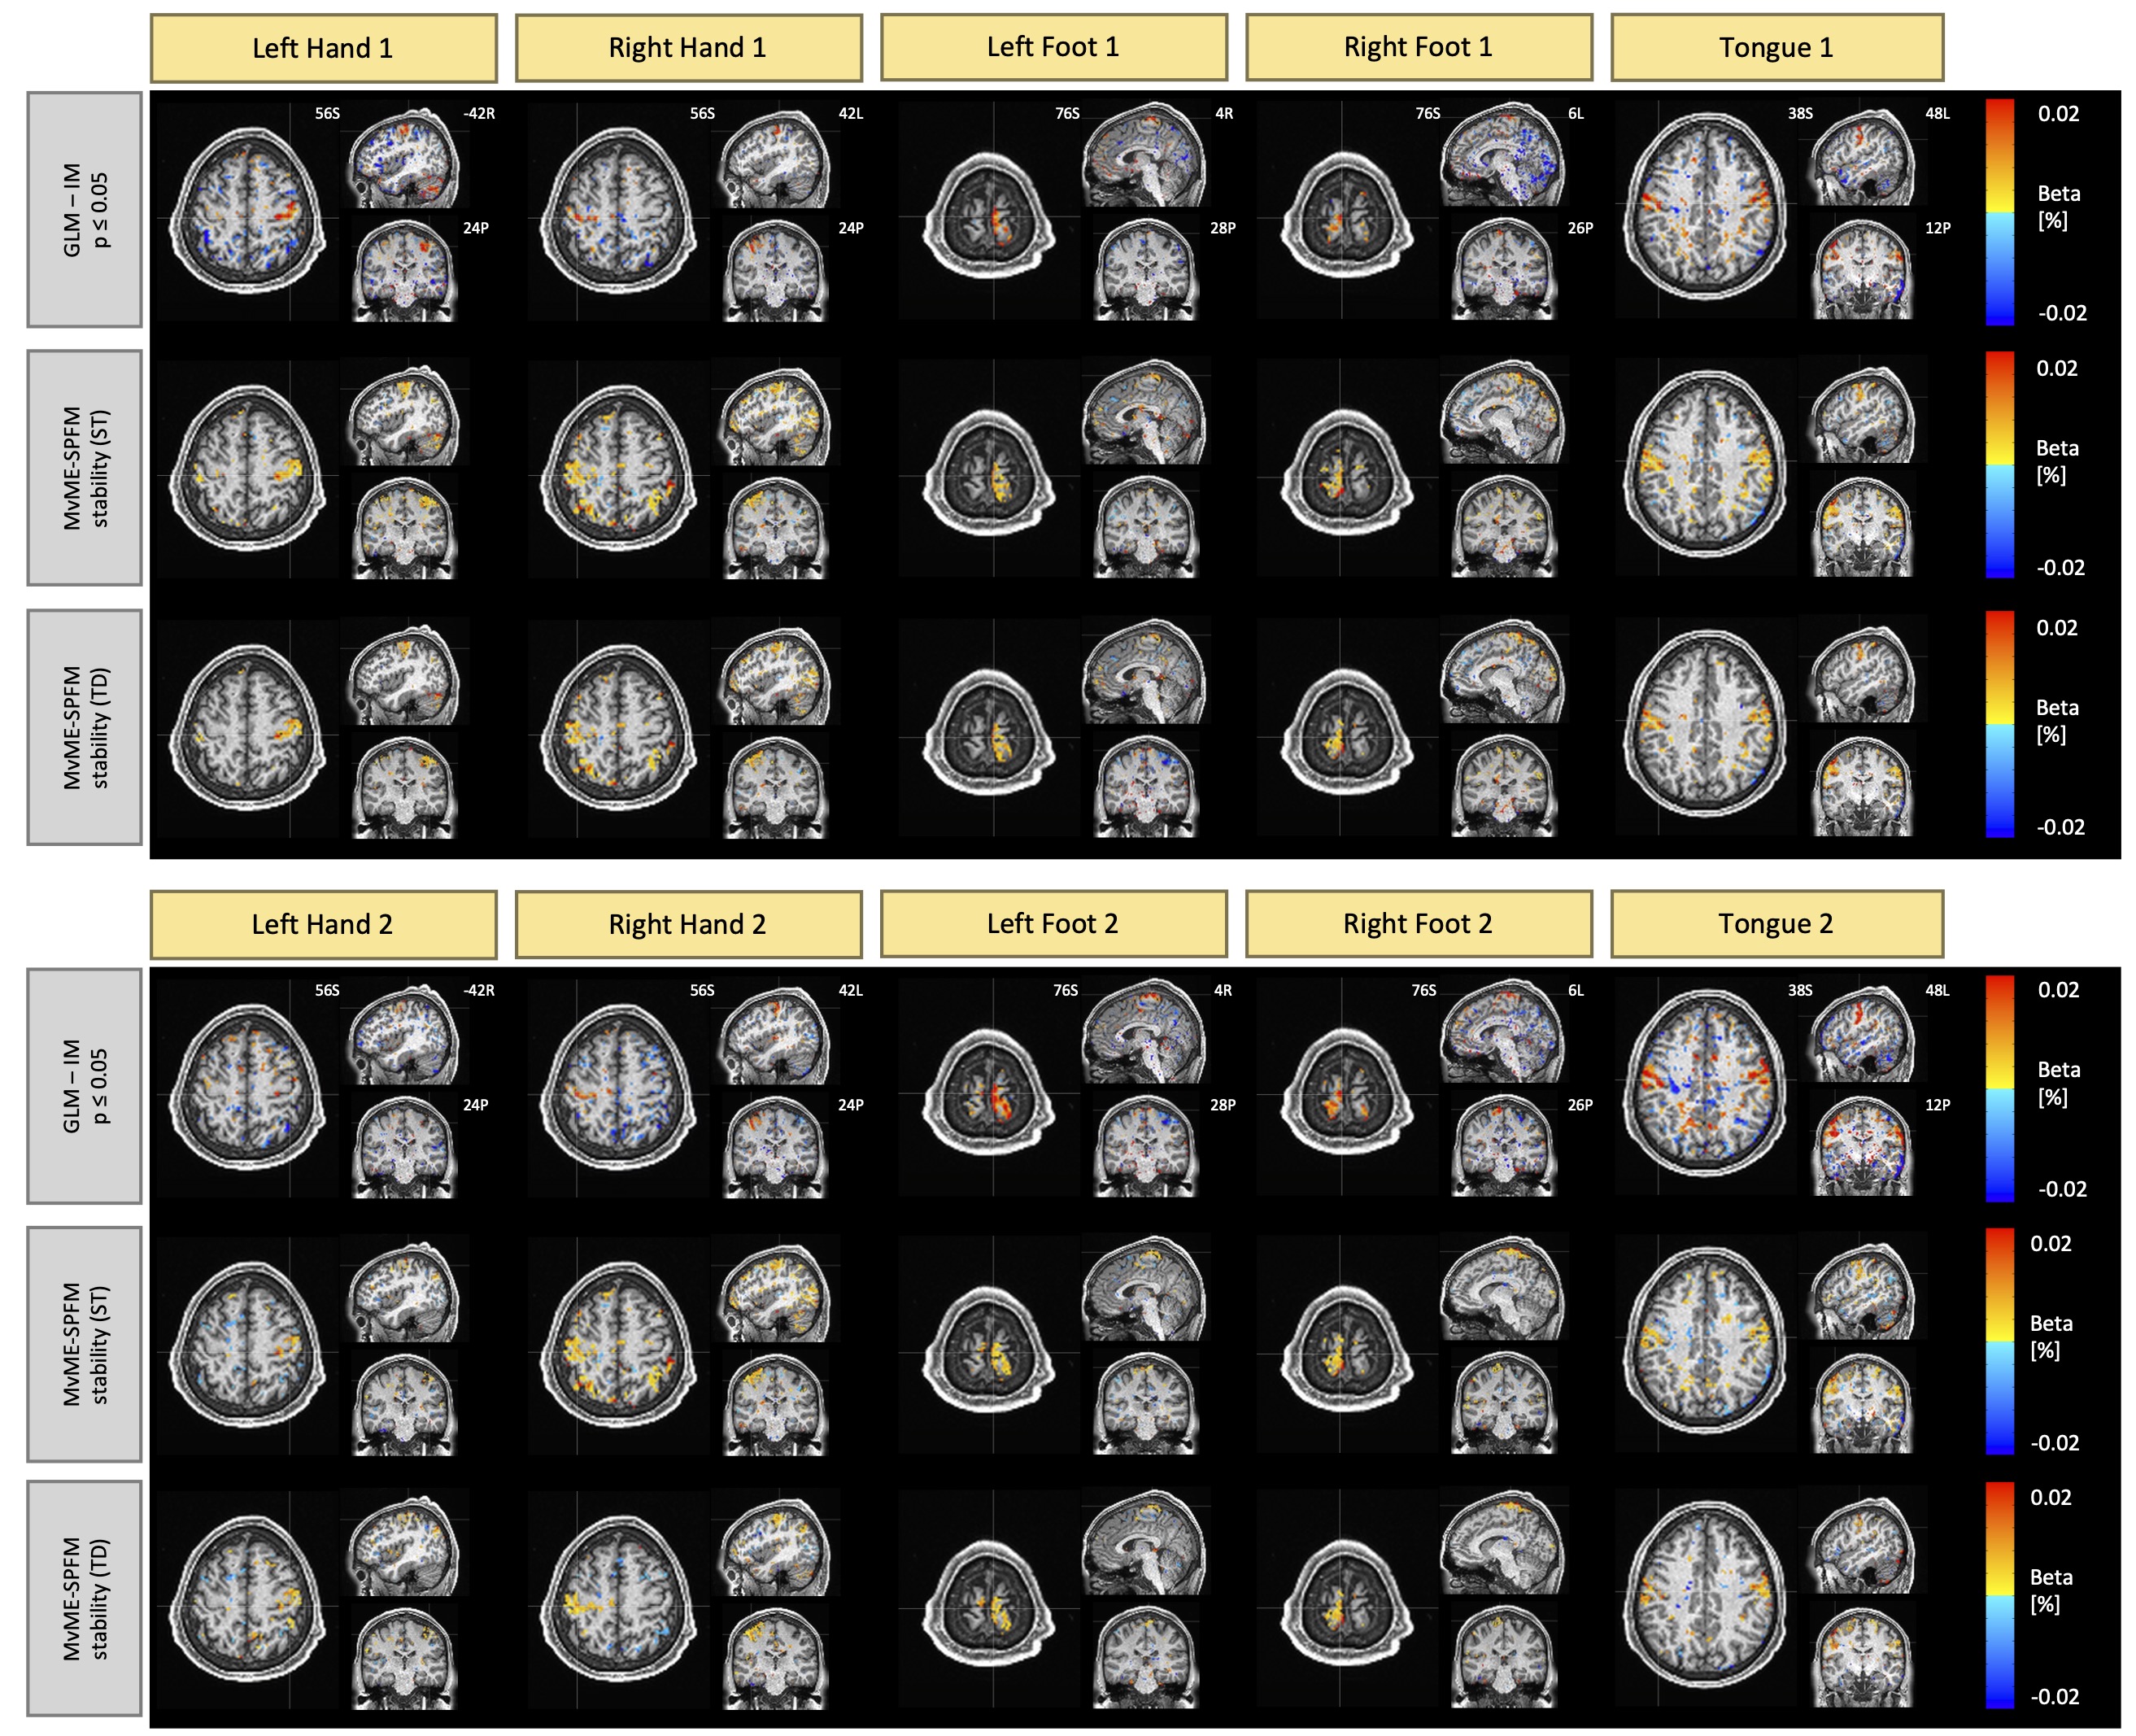 Left Hand 1
Right Hand 1
Left Foot 1
Right Foot 1
Tongue 1
GLM – IM
p ≤ 0.05
56S
-42R
24P
56S
42L
24P
76S
4R
28P
76S
6L
26P
38S
48L
12P
0.02
Beta
[%]
-0.02
MvME-SPFM
stability (ST)
0.02
Beta
[%]
-0.02
MvME-SPFM
stability (TD)
0.02
Beta
[%]
-0.02
Left Hand 2
Right Hand 2
Left Foot 2
Right Foot 2
Tongue 2
GLM – IM
p ≤ 0.05
56S
-42R
24P
56S
42L
24P
76S
4R
28P
76S
6L
26P
38S
48L
12P
0.02
Beta
[%]
-0.02
MvME-SPFM
stability (ST)
0.02
Beta
[%]
-0.02
MvME-SPFM
stability (TD)
0.02
Beta
[%]
-0.02